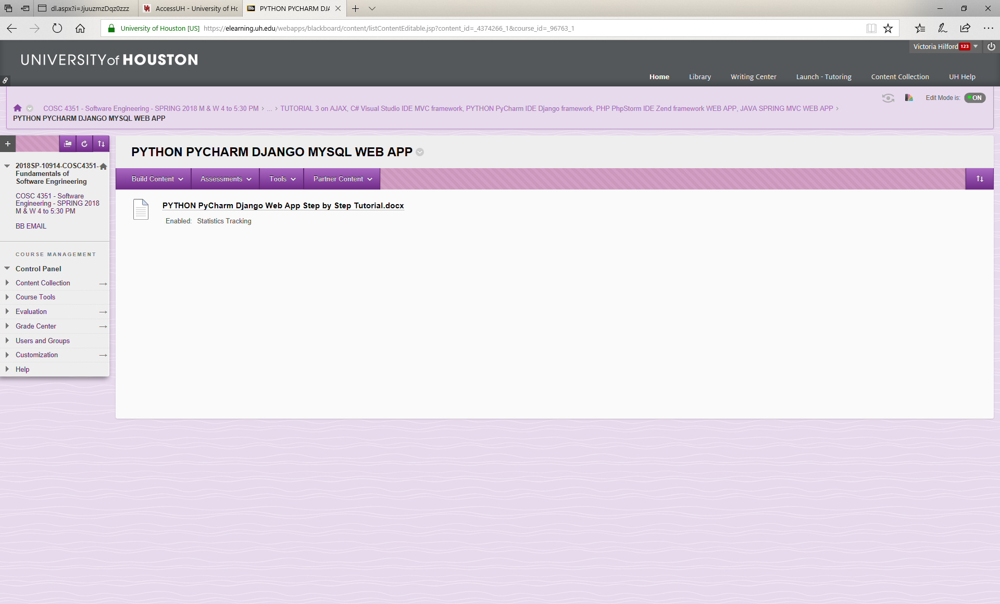 dl.aspx?i=JjuuzmzDqz0zzz
AccessUH - University of Ho
Bb PYTHON PYCHARM DJA
University of Houston [US] https://elearning.uh.edu/webapps/blackboard/content/listContentEditable.jsp?content_id=_4374266_1&course_id=_96763_1
Victoria Hilford 123
UNIVERSITY of HOUSTON
Home Library Writing Center Launch - Tutoring Content Collection UH Help
Edit Mode is: ON
COSC 4351 - Software Engineering - SPRING 2018 M & W 4 to 5:30 PM > ... > TUTORIAL 3 on AJAX, C# Visual Studio IDE MVC framework, PYTHON PyCharm IDE Django framework, PHP PhpStorm IDE Zend framework WEB APP, JAVA SPRING MVC WEB APP >
PYTHON PYCHARM DJANGO MYSQL WEB APP
2018SP-10914-COSC4351-
Fundamentals of
Software Engrineering
COSC 4351 - Software
Engineering - SPRING 2018
M & W 4 to 5:30 PM
BB EMAIL
COURSE MANAGEMENT
Control Panel
Content Collection
Course Tools
Evaluation
Grade Center
Users and Groups
Customization
Help
PYTHON PYCHARM DJANGO MYSQL WEB APP
Build Content Assessments Tools Partner Content
PYTHON PyCharm Django Web App Step by Step Tutorial.docx
Enabled: Statistics Tracking